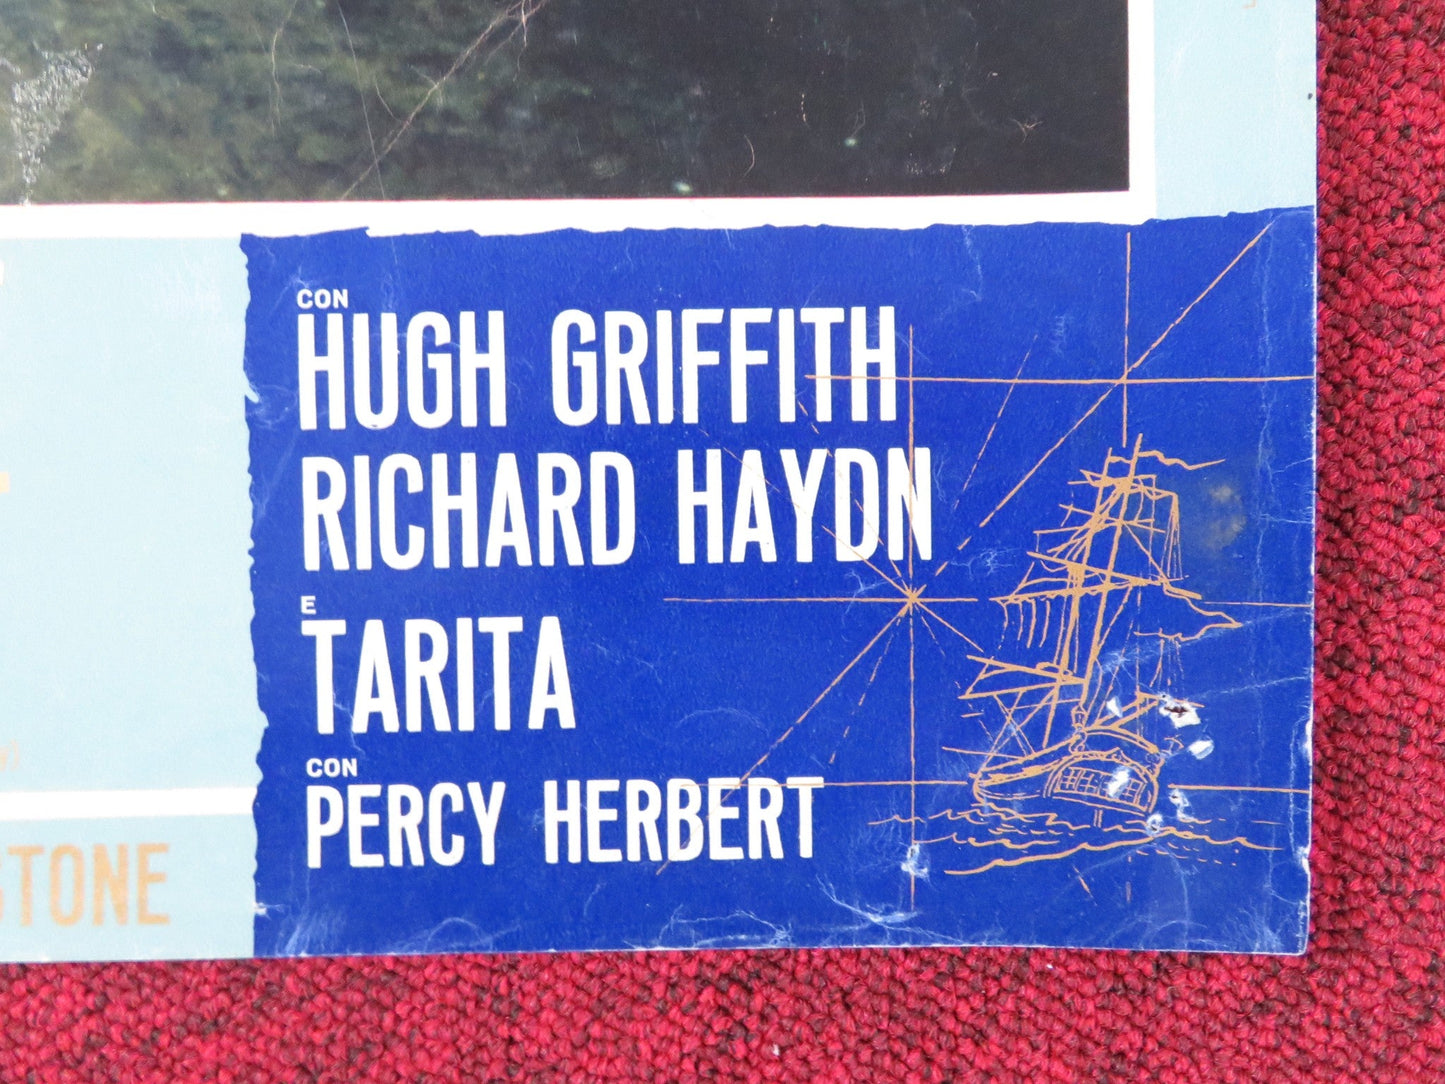 CON
HUGH GRIFFITH
RICHARD HAYDN
E
TARITA
CON
PERCY HERBERT
STONE